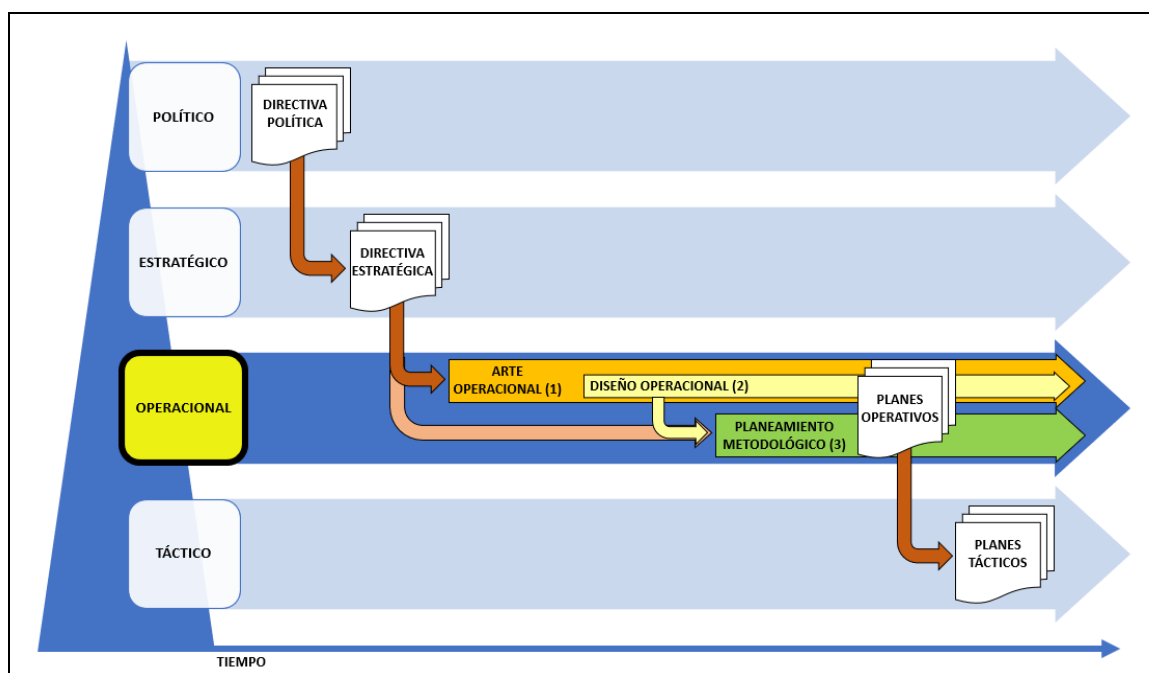 POLÍTICO
DIRECTIVA
POLÍTICA
ESTRATÉGICO
DIRECTIVA
ESTRATÉGICA
OPERACIONAL
ARTE
OPERACIONAL (1)
DISEÑO OPERACIONAL (2)
PLANEAMIENTO
METODOLÓGICO (3)
PLANES
OPERATIVOS
TÁCTICO
PLANES
TÁCTICOS
TIEMPO